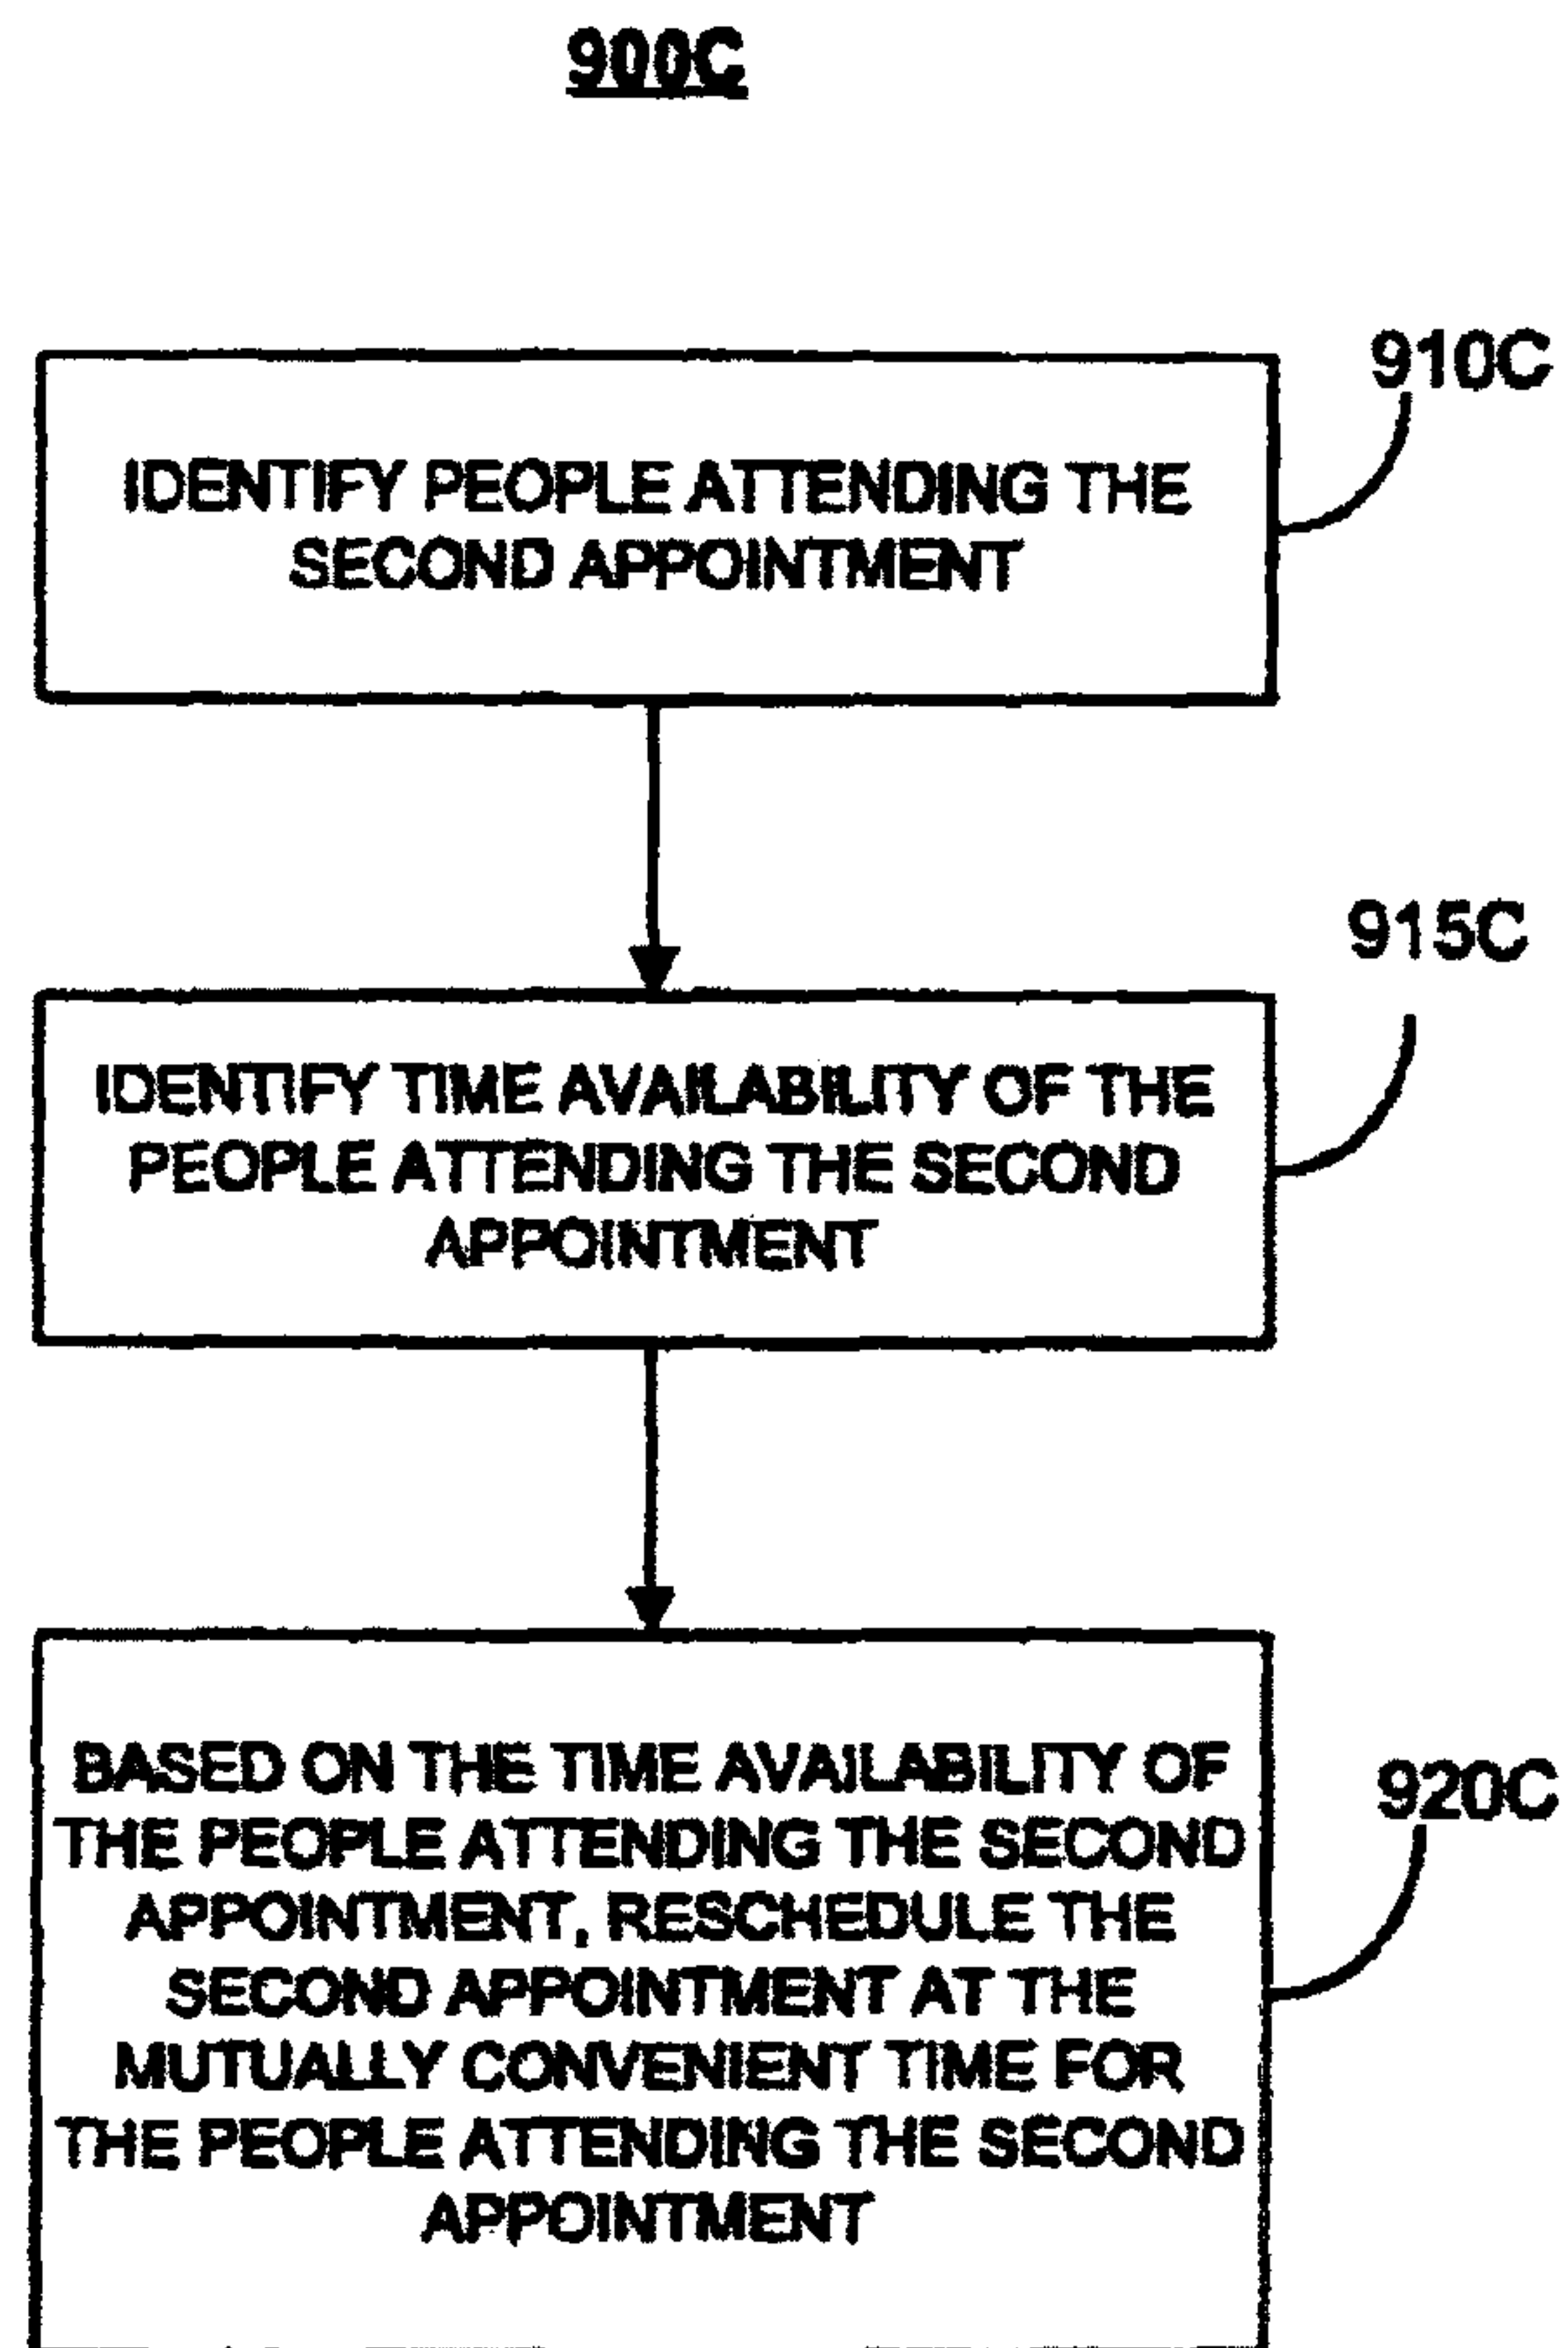 900C
910C
IDENTIFY PEOPLE ATTENDING THE
SECOND APPOINTMENT
915C
IDENTIFY TIME AVAILABILITY OF THE
PEOPLE ATTENDING THE SECOND
APPOINTMENT
920C
BASED ON THE TIME AVAILABILITY OF
THE PEOPLE ATTENDING THE SECOND
APPOINTMENT, RESCHEDULE THE
SECOND APPOINTMENT AT THE
MUTUALLY CONVENIENT TIME FOR
THE PEOPLE ATTENDING THE SECOND
APPOINTMENT